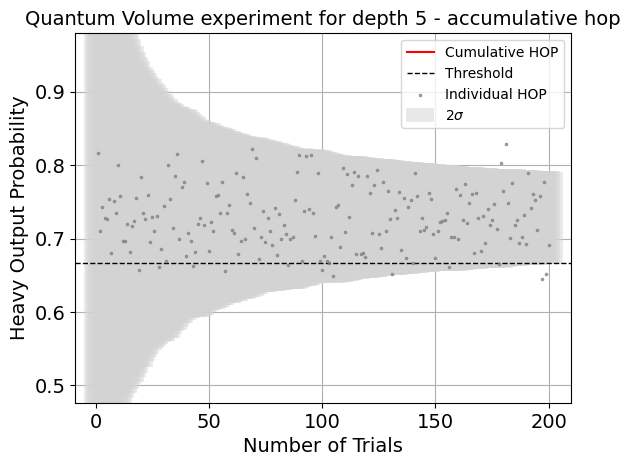 Quantum Volume experiment for depth 5 - accumulative hop
Cumulative HOP
Threshold
Individual HOP
2σ
Heavy Output Probability
0.9
0.8
0.7
0.6
0.5
0 50 100 150 200
Number of Trials